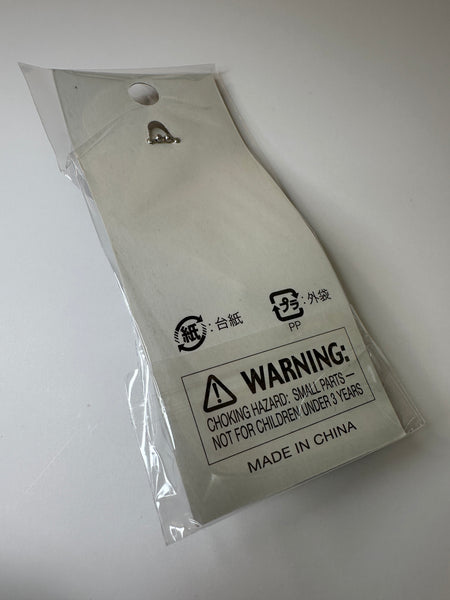 紙:台紙
プラ:外袋
PP
WARNING:
CHOKING HAZARD: SMALL PARTS—
NOT FOR CHILDREN UNDER 3 YEARS
MADE IN CHINA